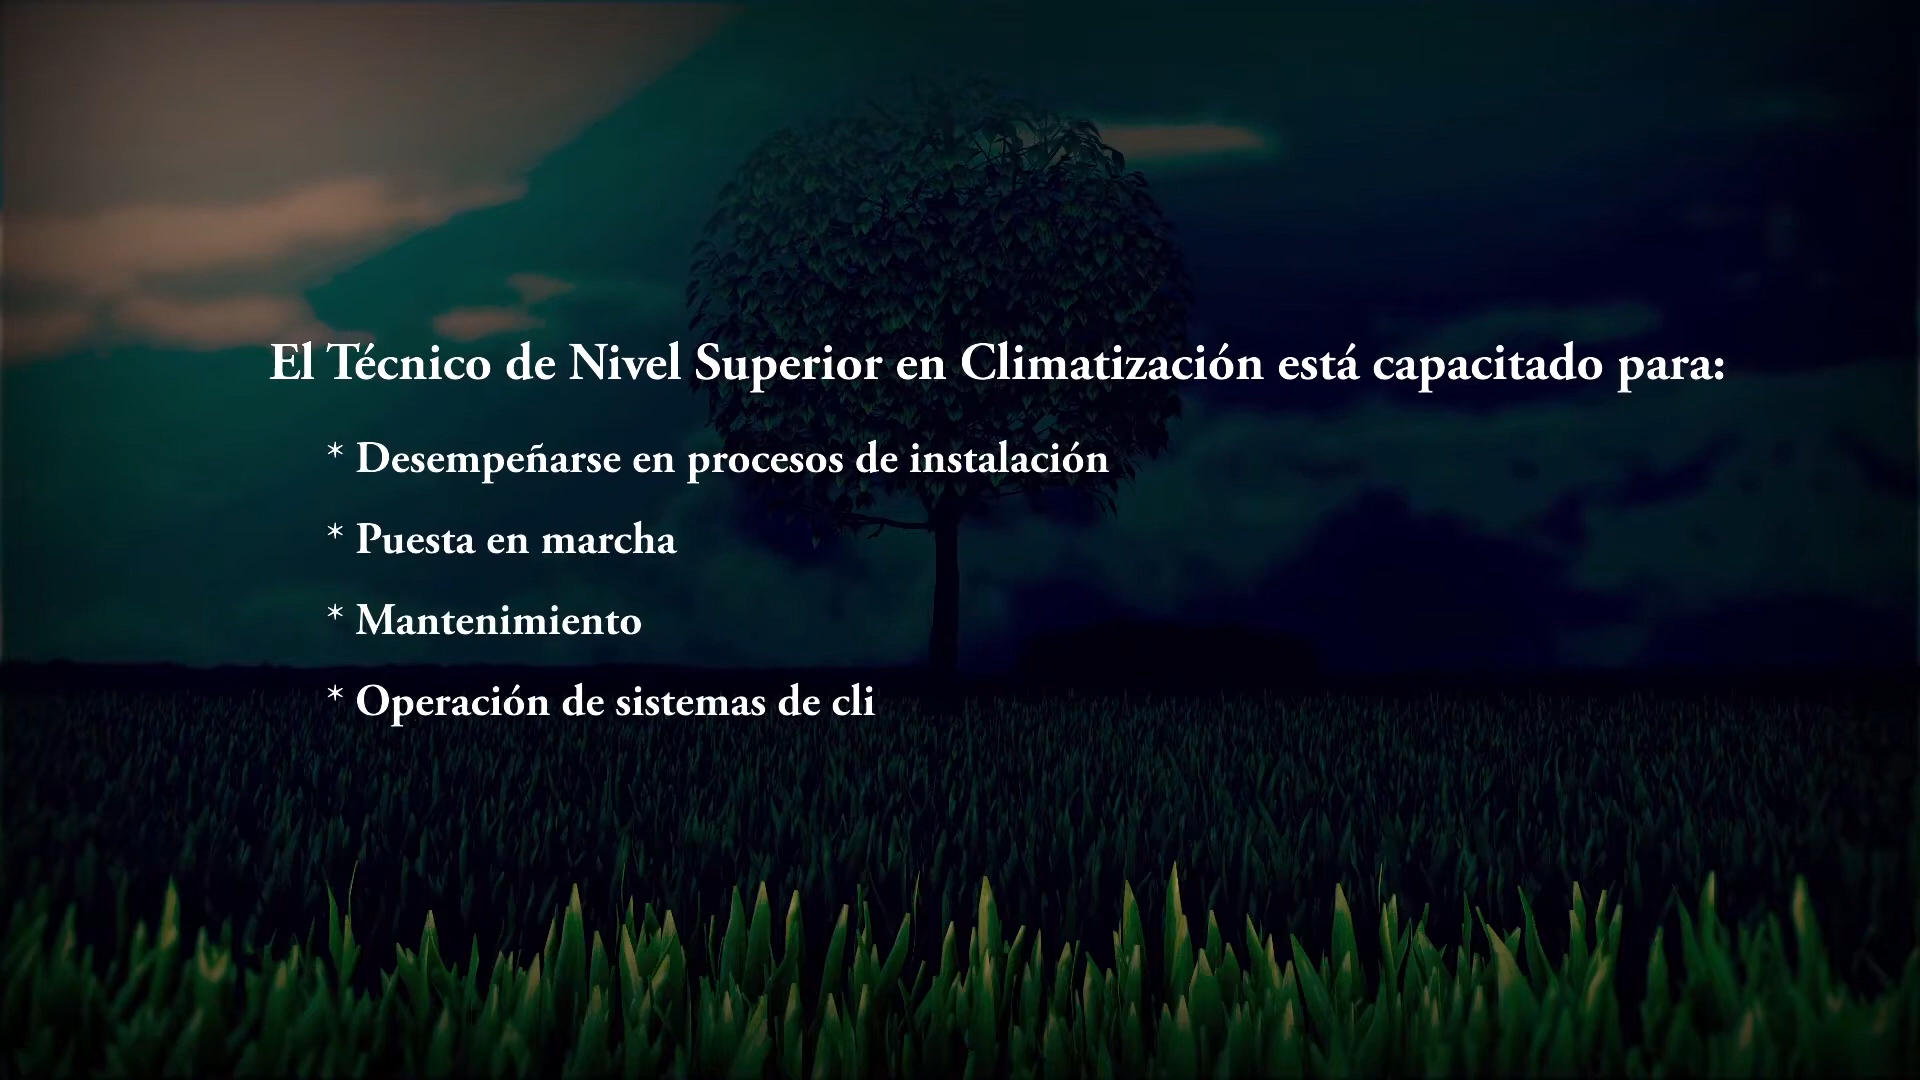 El Técnico de Nivel Superior en Climatización está capacitado para:
* Desempeñarse en procesos de instalación
* Puesta en marcha
* Mantenimiento
* Operación de sistemas de cli